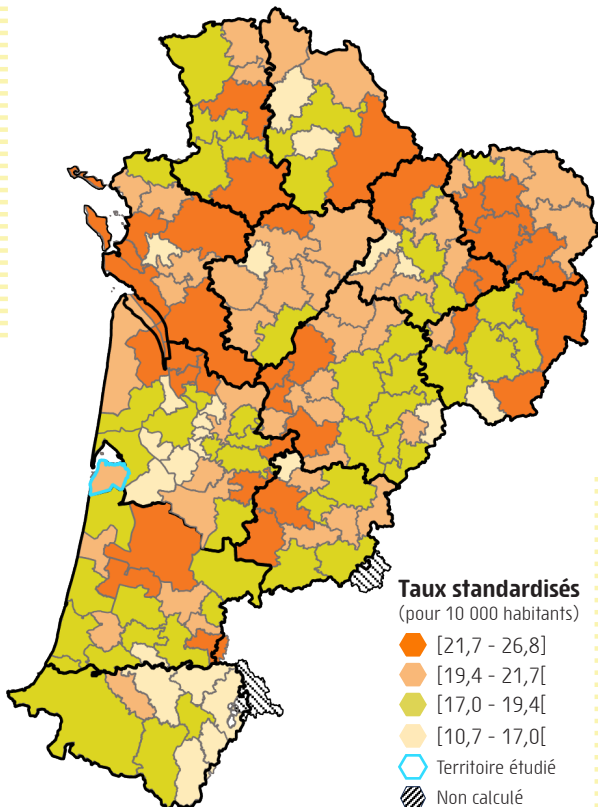 Taux standardisés
(pour 10 000 habitants)
[21,7 - 26,8]
[19,4 - 21,7[
[17,0 - 19,4[
[10,7 - 17,0[
Territoire étudié
Non calculé